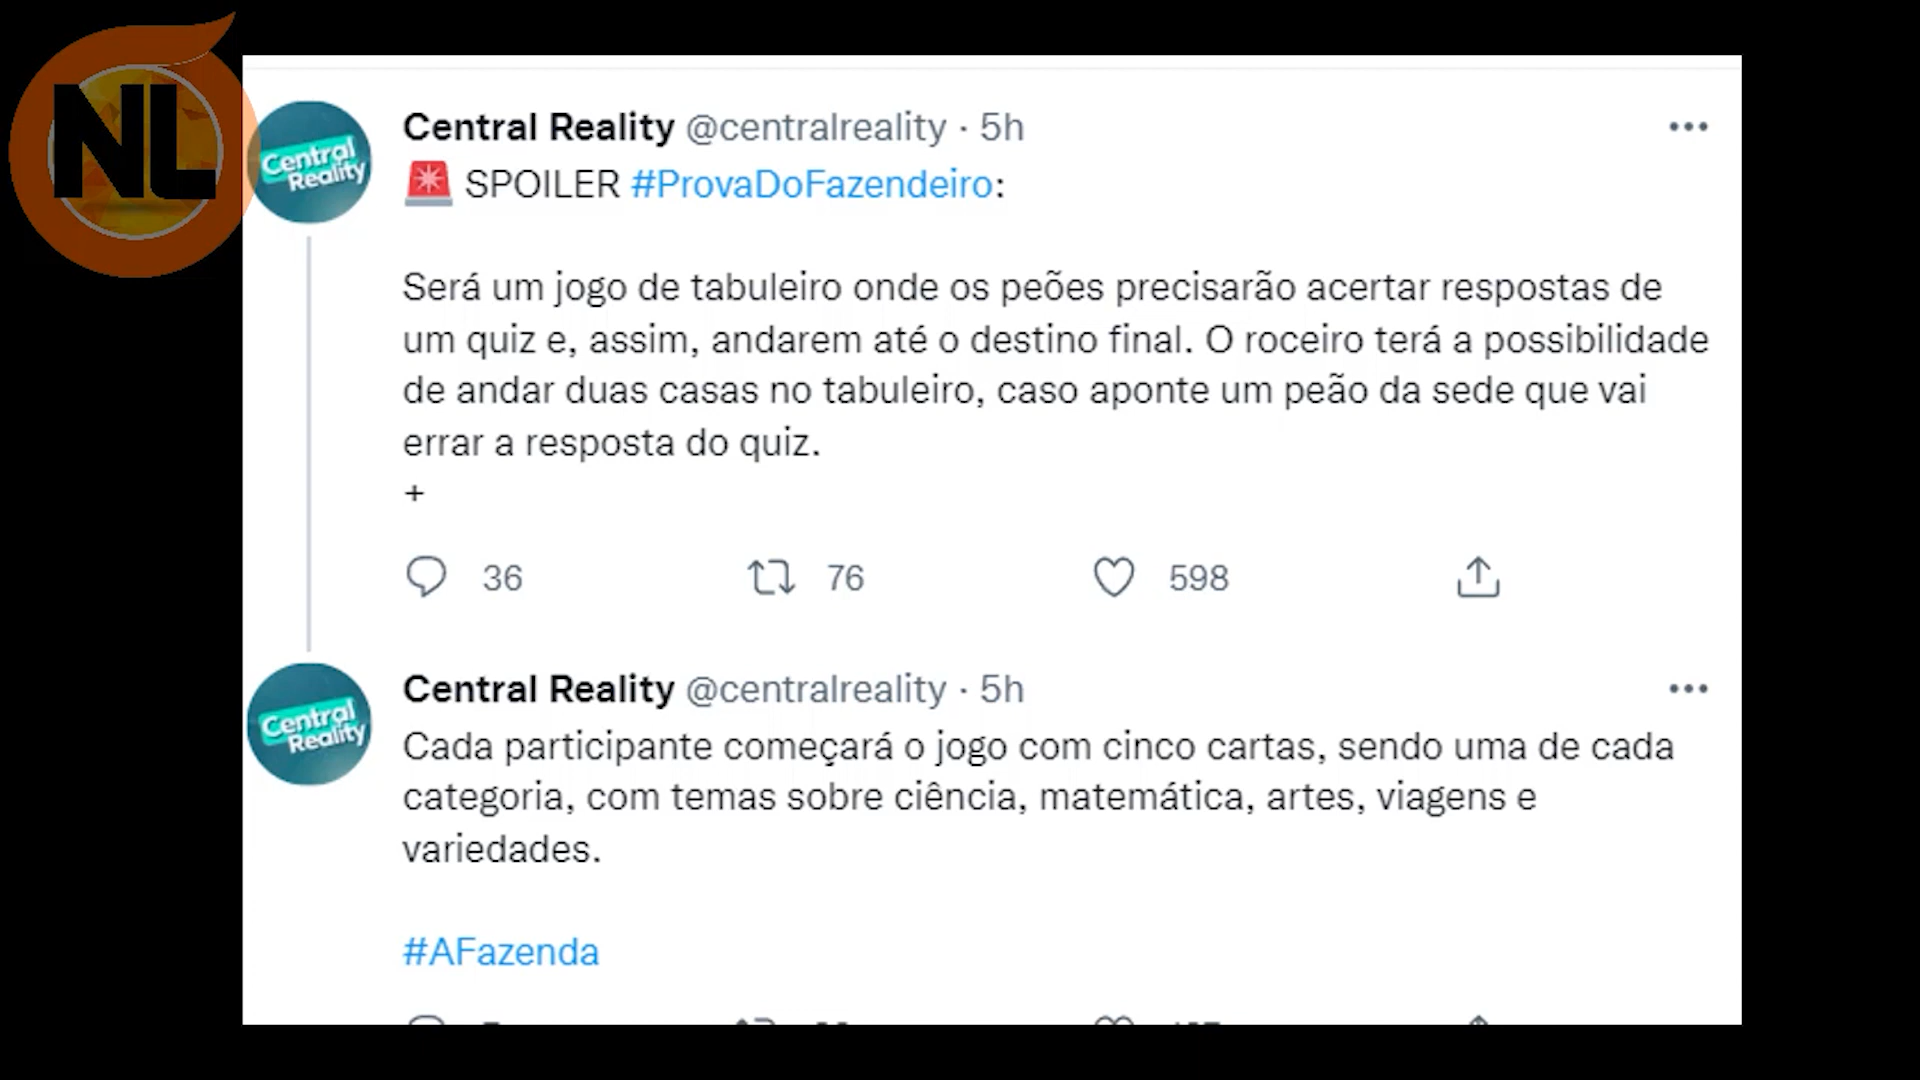 NL
Central Reality
Central Reality @centralreality · 5h
🚨 SPOILER #ProvaDoFazendeiro:
Será um jogo de tabuleiro onde os peões precisarão acertar respostas de
um quiz e, assim, andarem até o destino final. O roceiro terá a possibilidade
de andar duas casas no tabuleiro, caso aponte um peão da sede que vai
errar a resposta do quiz.
+
36 76 598
Central Reality
Central Reality @centralreality · 5h
Cada participante começará o jogo com cinco cartas, sendo uma de cada
categoria, com temas sobre ciência, matemática, artes, viagens e
variedades.
#AFazenda